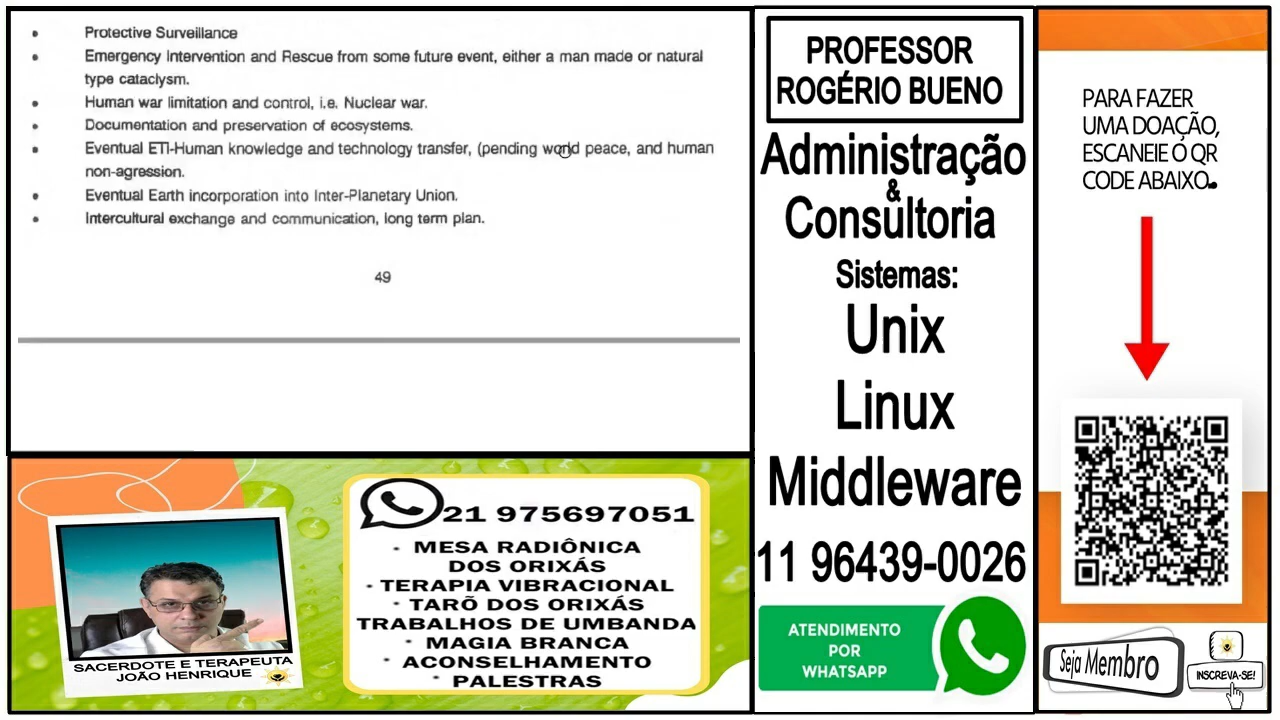 • Protective Surveillance
• Emergency Intervention and Rescue from some future event, either a man made or natural
type cataclysm.
• Human war limitation and control, i.e. Nuclear war.
• Documentation and preservation of ecosystems.
• Eventual ETI-Human knowledge and technology transfer, (pending world peace, and human
non-agression.
• Eventual Earth incorporation into Inter-Planetary Union.
• Intercultural exchange and communication, long term plan.
49
21 975697051
· MESA RADIÔNICA
DOS ORIXÁS
· TERAPIA VIBRACIONAL
· TARÕ DOS ORIXÁS
TRABALHOS DE UMBANDA
· MAGIA BRANCA
· ACONSELHAMENTO
· PALESTRAS
SACERDOTE E TERAPEUTA
JOÃO HENRIQUE
PROFESSOR
ROGÉRIO BUENO
Administração
&
Consultoria
Sistemas:
Unix
Linux
Middleware
11 96439-0026
ATENDIMENTO
POR
WHATSAPP
PARA FAZER
UMA DOAÇÃO,
ESCANEIE O QR
CODE ABAIXO.
Seja Membro
INSCREVA-SE!